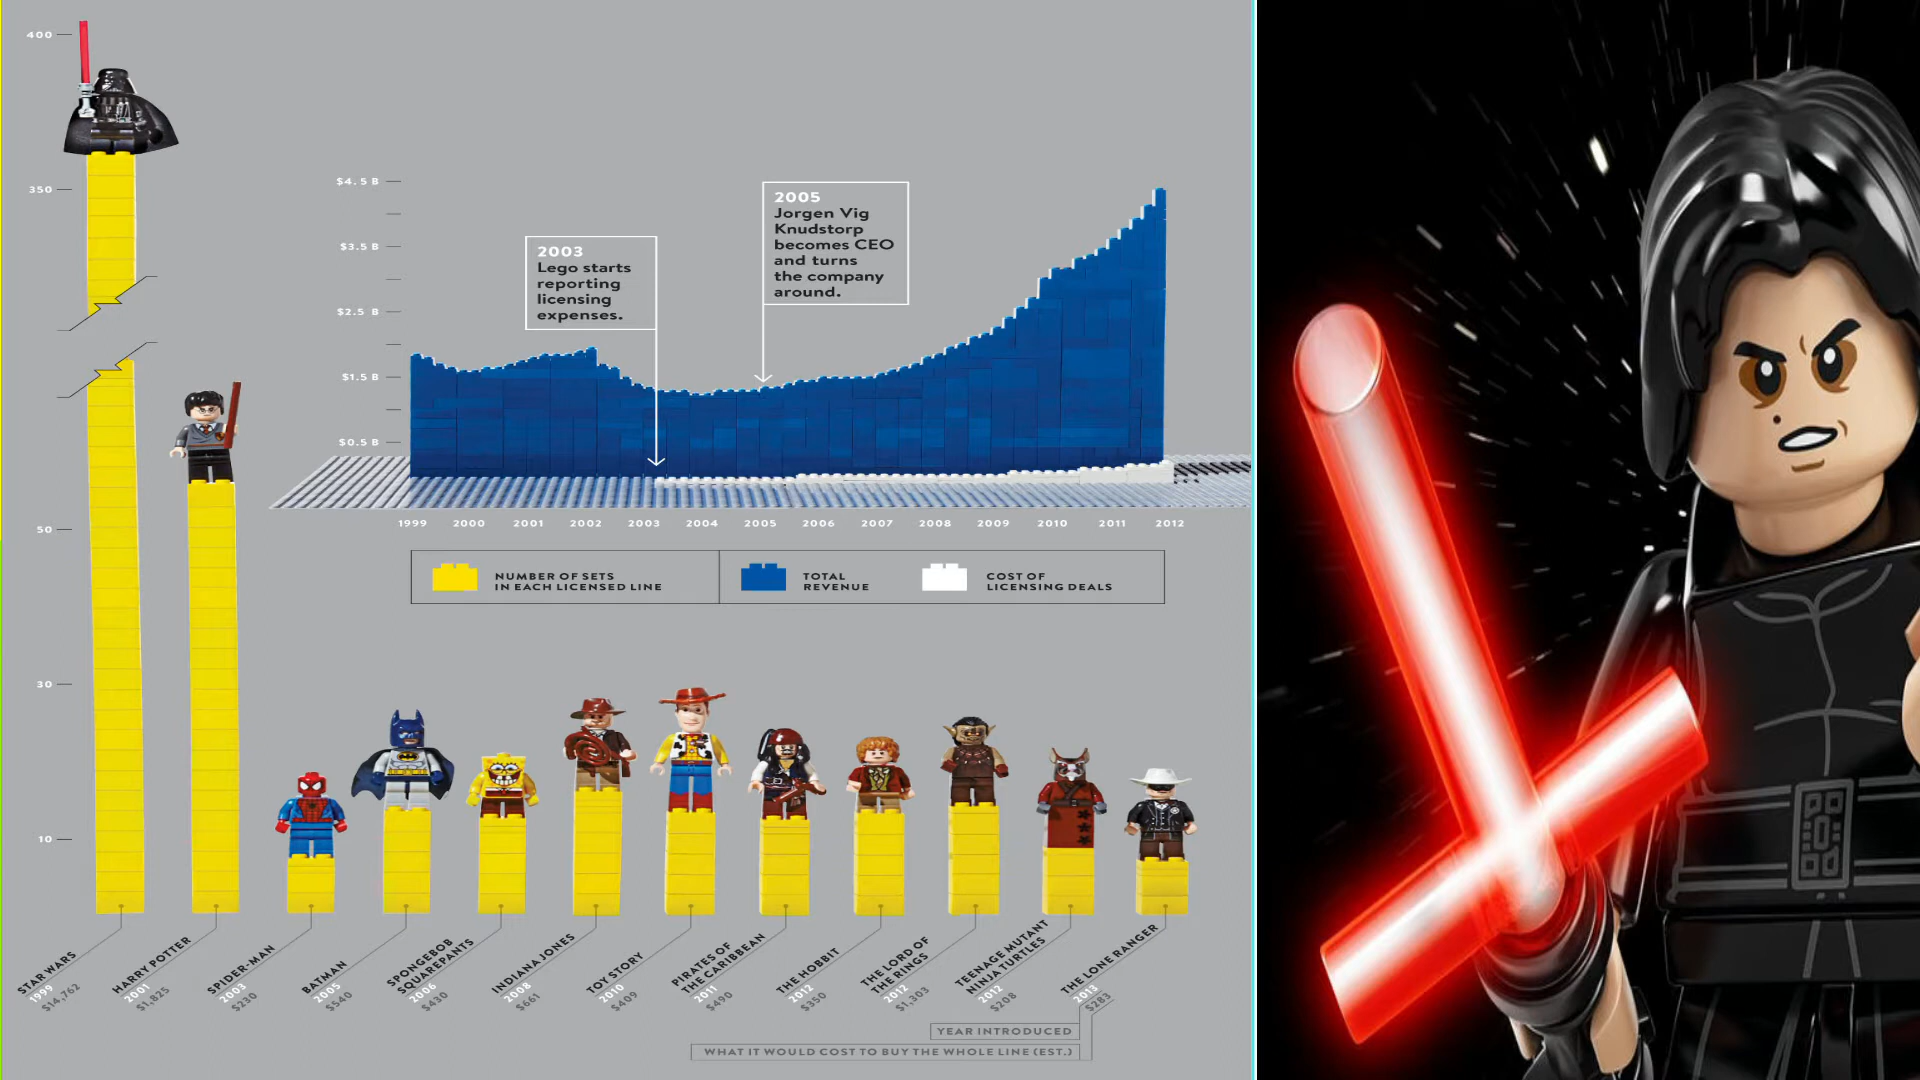 400
350
50
30
10
$4.5 B
$3.5 B
$2.5 B
$1.5 B
$0.5 B
2003
Lego starts
reporting
licensing
expenses.
2005
Jorgen Vig
Knudstorp
becomes CEO
and turns
the company
around.
1999 2000 2001 2002 2003 2004 2005 2006 2007 2008 2009 2010 2011 2012
NUMBER OF SETS
IN EACH LICENSED LINE
TOTAL
REVENUE
COST OF
LICENSING DEALS
STAR WARS
1999
$14,762
HARRY POTTER
2001
$1,825
SPIDER-MAN
2003
$230
BATMAN
2005
$540
SPONGEBOB
SQUAREPANTS
2006
$430
INDIANA JONES
2008
$661
TOY STORY
2010
$409
PIRATES OF
THE CARIBBEAN
2011
$490
THE HOBBIT
2012
$350
THE LORD OF
THE RINGS
2012
$1,303
TEENAGE MUTANT
NINJA TURTLES
2012
$208
THE LONE RANGER
2013
$283
YEAR INTRODUCED
WHAT IT WOULD COST TO BUY THE WHOLE LINE (EST.)